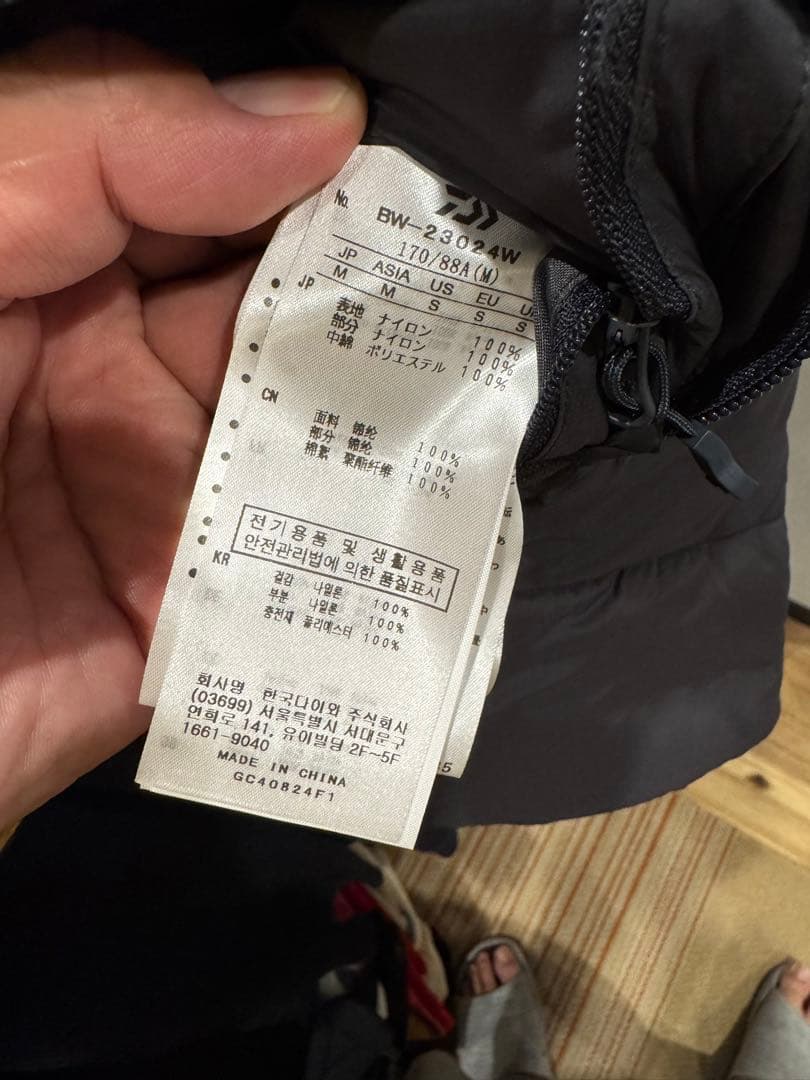 No. BW-23024W
170/88A(M)
JP ASIA US EU
M M S S S
JP
表地 ナイロン 100%
部分 ナイロン 100%
中綿 ポリエステル 100%
CN
面料 锦纶 100%
部分 锦纶 100%
棉絮 聚酯纤维 100%
전기용품 및 생활용품
안전관리법에 의한 품질표시
KR
겉감 나일론 100%
부분 나일론 100%
충전재 폴리에스터 100%
회사명 한국다이와 주식회사
(03699) 서울특별시 서대문구
연희로 141, 유이빌딩 2F~5F
1661-9040
MADE IN CHINA
GC40824F1